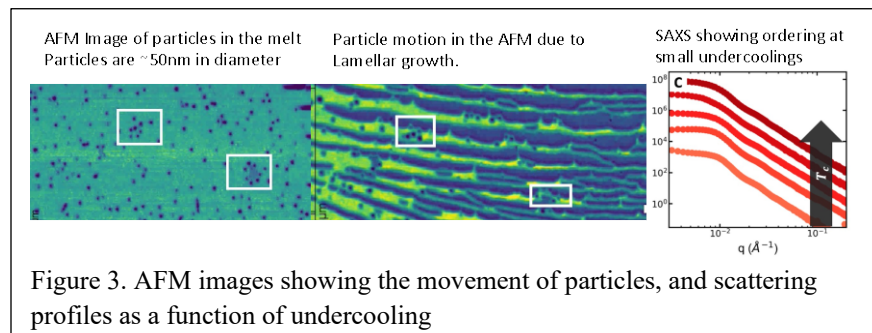 AFM Image of particles in the melt
Particles are ~50nm in diameter
Particle motion in the AFM due to
Lamellar growth.
SAXS showing ordering at
small undercoolings
C
10⁸
10⁶
10⁴
10²
10⁰
Tc
10⁻²
10⁻¹
q (Å⁻¹)
Figure 3. AFM images showing the movement of particles, and scattering
profiles as a function of undercooling